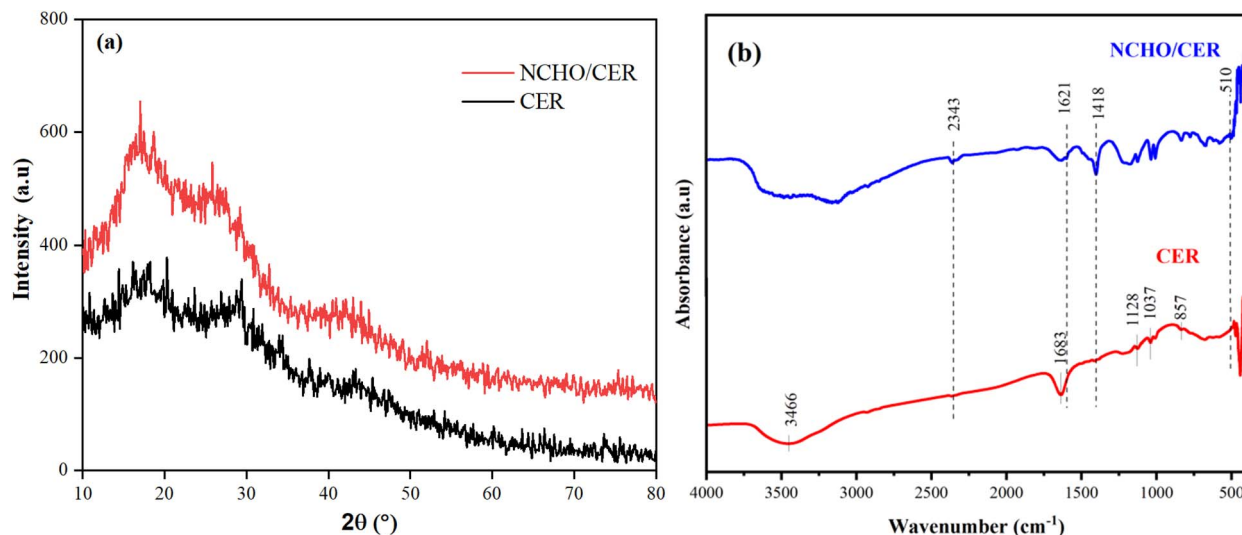 (a)
NCHO/CER
CER
Intensity (a.u)
800
600
400
200
0
10 20 30 40 50 60 70 80
2θ (°)
(b)
NCHO/CER
2343
1621
1418
510
CER
3466
1683
1128
1037
857
Absorbance (a.u)
4000 3500 3000 2500 2000 1500 1000 500
Wavenumber (cm⁻¹)